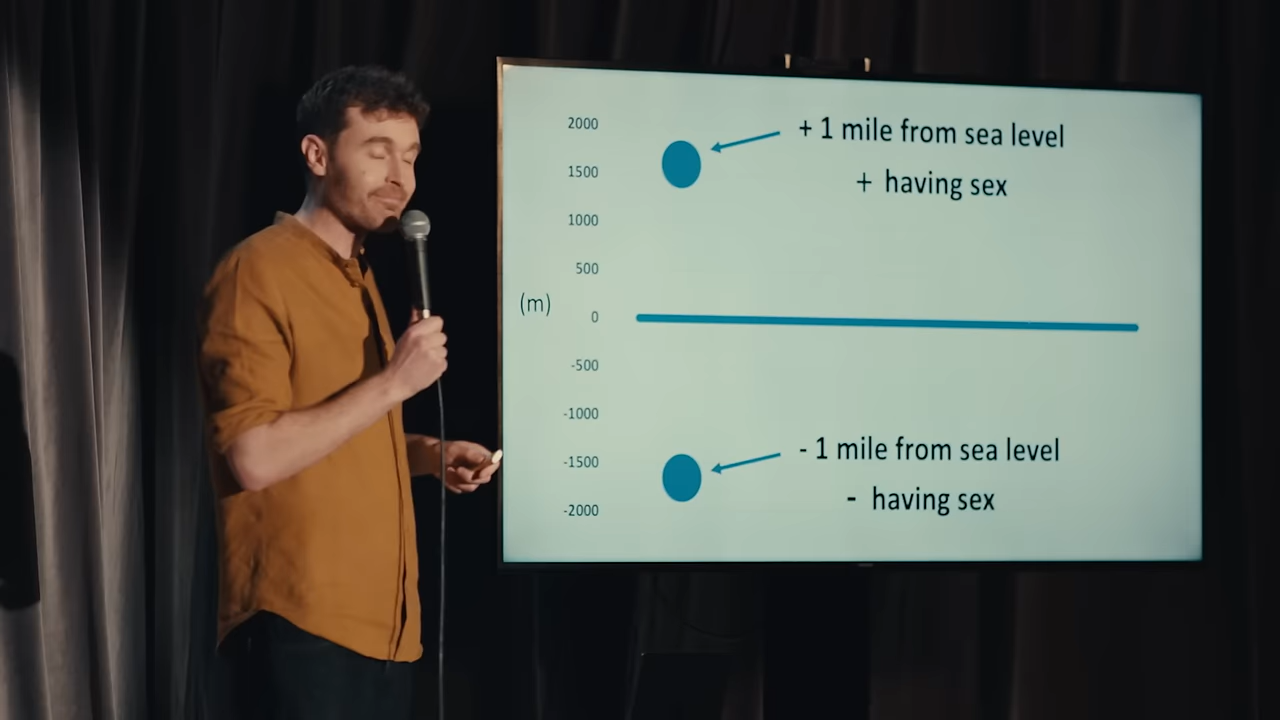 2000
+ 1 mile from sea level
1500
+ having sex
1000
500
(m)
0
-500
-1000
- 1 mile from sea level
-1500
- having sex
-2000